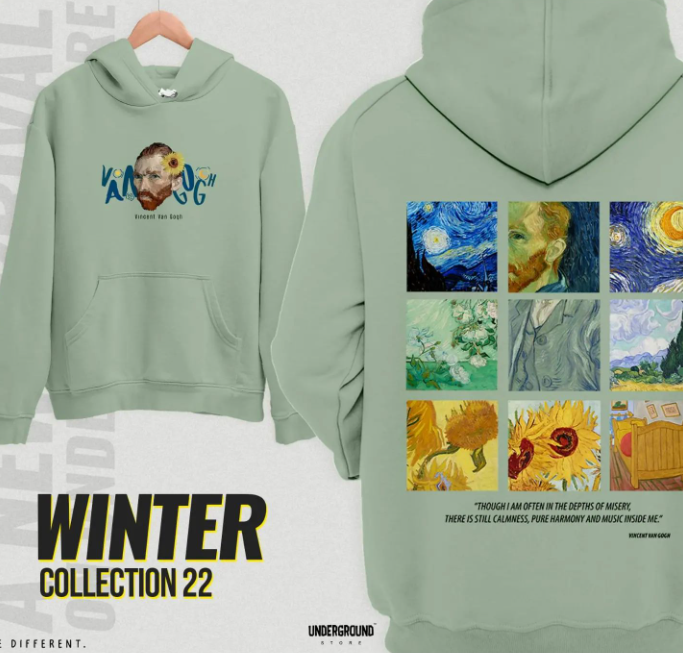 VAN GOGH
Vincent Van Gogh
"THOUGH I AM OFTEN IN THE DEPTHS OF MISERY,
THERE IS STILL CALMNESS, PURE HARMONY AND MUSIC INSIDE ME."
VINCENT VAN GOGH
WINTER
COLLECTION 22
DIFFERENT.
UNDERGROUND
STORE